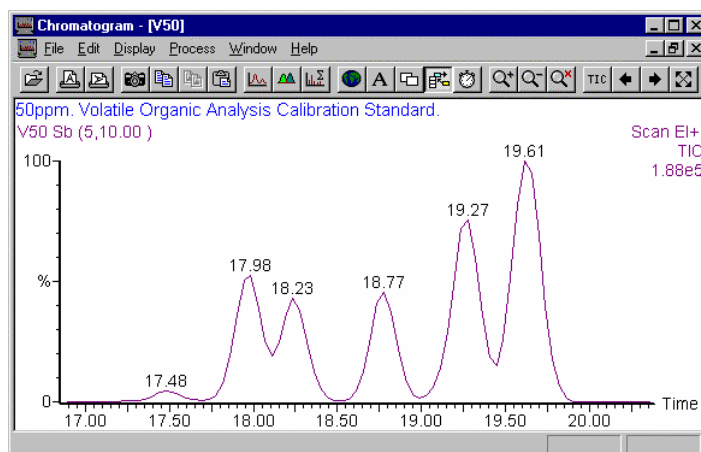 Chromatogram - [V50]
File Edit Display Process Window Help
A A A TIC
50ppm. Volatile Organic Analysis Calibration Standard.
V50 Sb (5,10.00 )
Scan EI+
TIC
1.88e5
100
%
0
17.48
17.98
18.23
18.77
19.27
19.61
17.00 17.50 18.00 18.50 19.00 19.50 20.00
Time